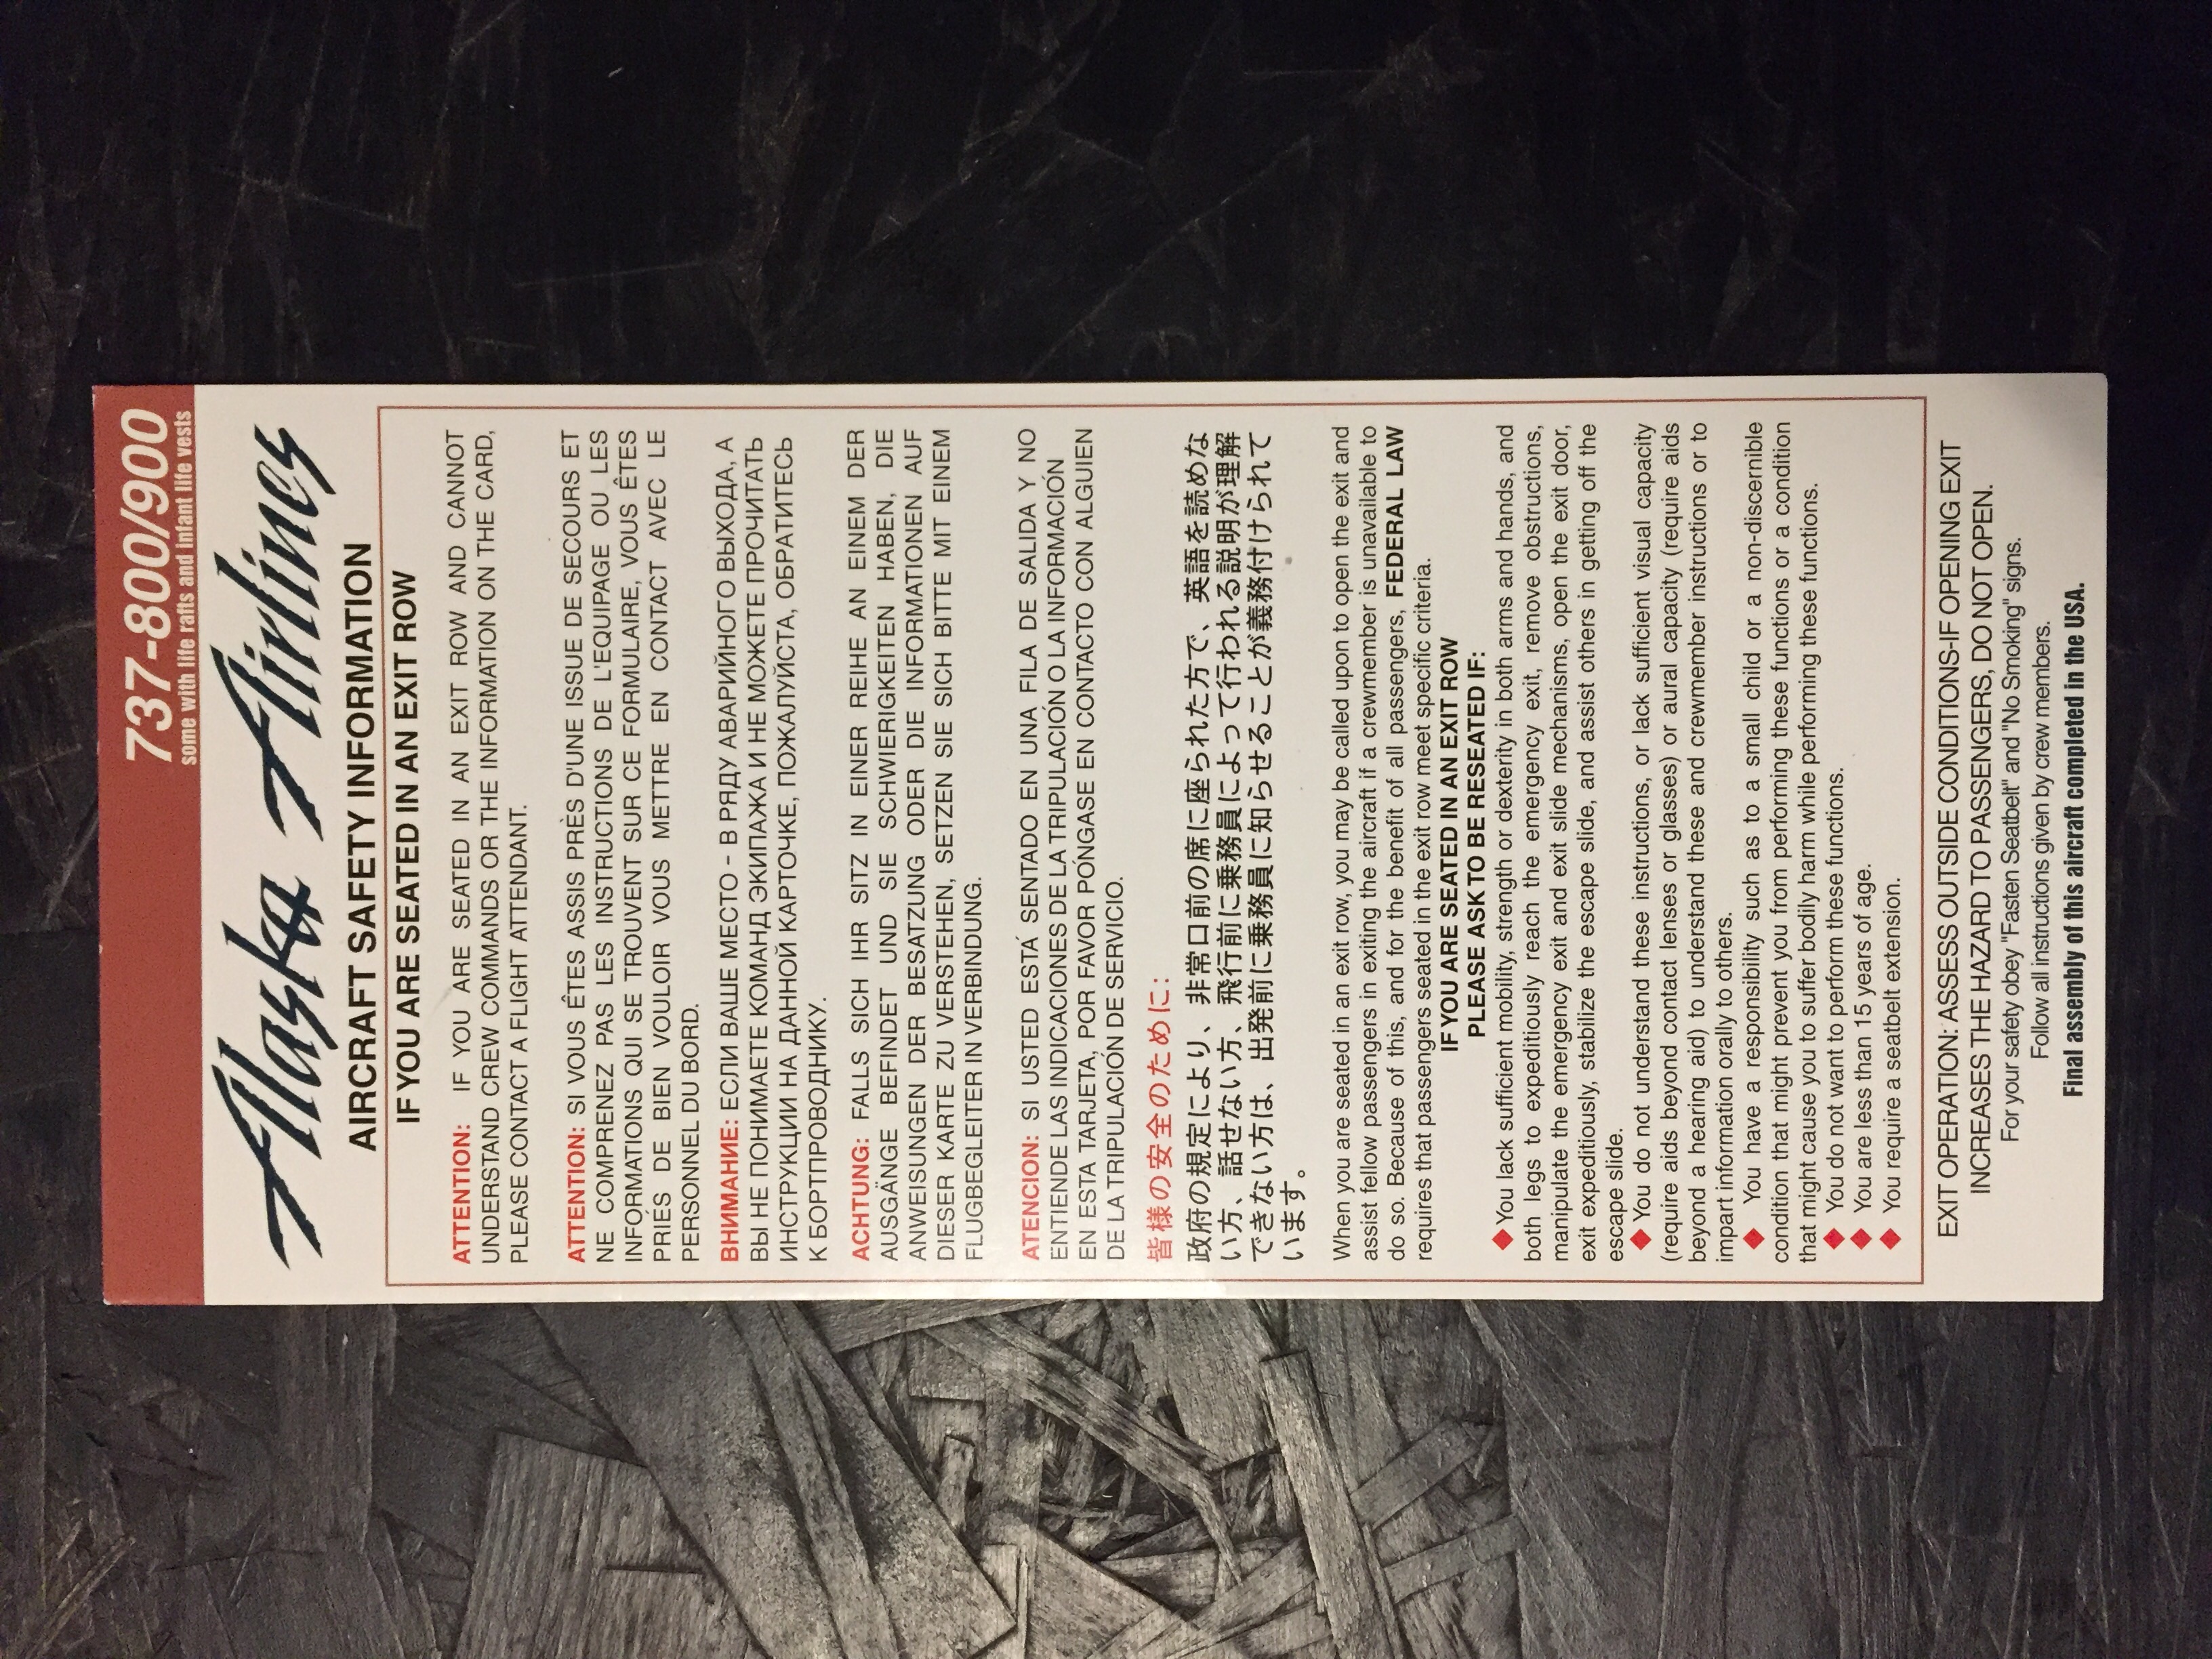 737-800/900
some with life rafts and infant life vests
Alaska Airlines
AIRCRAFT SAFETY INFORMATION
IF YOU ARE SEATED IN AN EXIT ROW
ATTENTION: IF YOU ARE SEATED IN AN EXIT ROW AND CANNOT
UNDERSTAND CREW COMMANDS OR THE INFORMATION ON THE CARD,
PLEASE CONTACT A FLIGHT ATTENDANT.
ATTENTION: SI VOUS ÊTES ASSIS PRÈS D'UNE ISSUE DE SECOURS ET
NE COMPRENEZ PAS LES INSTRUCTIONS DE L'EQUIPAGE OU LES
INFORMATIONS QUI SE TROUVENT SUR CE FORMULAIRE, VOUS ÊTES
PRIÉS DE BIEN VOULOIR VOUS METTRE EN CONTACT AVEC LE
PERSONNEL DU BORD.
ВНИМАНИЕ: ЕСЛИ ВАШЕ МЕСТО - В РЯДУ АВАРИЙНОГО ВЫХОДА, А
ВЫ НЕ ПОНИМАЕТЕ КОМАНД ЭКИПАЖА И НЕ МОЖЕТЕ ПРОЧИТАТЬ
ИНСТРУКЦИИ НА ДАННОЙ КАРТОЧКЕ, ПОЖАЛУЙСТА, ОБРАТИТЕСЬ
К БОРТПРОВОДНИКУ.
ACHTUNG: FALLS SICH IHR SITZ IN EINER REIHE AN EINEM DER
AUSGÄNGE BEFINDET UND SIE SCHWIERIGKEITEN HABEN, DIE
ANWEISUNGEN DER BESATZUNG ODER DIE INFORMATIONEN AUF
DIESER KARTE ZU VERSTEHEN, SETZEN SIE SICH BITTE MIT EINEM
FLUGBEGLEITER IN VERBINDUNG.
ATENCION: SI USTED ESTÁ SENTADO EN UNA FILA DE SALIDA Y NO
ENTIENDE LAS INDICACIONES DE LA TRIPULACIÓN O LA INFORMACIÓN
EN ESTA TARJETA, POR FAVOR PÓNGASE EN CONTACTO CON ALGUIEN
DE LA TRIPULACIÓN DE SERVICIO.
皆様の安全のために:
政府の規定により、非常口前の席に座られた方で、英語を読めな
い方、話せない方、飛行前に乗務員によって行われる説明が理解
できない方は、出発前に乗務員に知らせることが義務付けられて
います。
When you are seated in an exit row, you may be called upon to open the exit and
assist fellow passengers in exiting the aircraft if a crewmember is unavailable to
do so. Because of this, and for the benefit of all passengers, FEDERAL LAW
requires that passengers seated in the exit row meet specific criteria.
IF YOU ARE SEATED IN AN EXIT ROW
PLEASE ASK TO BE RESEATED IF:
◆ You lack sufficient mobility, strength or dexterity in both arms and hands, and
both legs to expeditiously reach the emergency exit, remove obstructions,
manipulate the emergency exit and exit slide mechanisms, open the exit door,
exit expeditiously, stabilize the escape slide, and assist others in getting off the
escape slide.
◆ You do not understand these instructions, or lack sufficient visual capacity
(require aids beyond contact lenses or glasses) or aural capacity (require aids
beyond a hearing aid) to understand these and crewmember instructions or to
impart information orally to others.
◆ You have a responsibility such as to a small child or a non-discernible
condition that might prevent you from performing these functions or a condition
that might cause you to suffer bodily harm while performing these functions.
◆ You do not want to perform these functions.
◆ You are less than 15 years of age.
◆ You require a seatbelt extension.
EXIT OPERATION: ASSESS OUTSIDE CONDITIONS-IF OPENING EXIT
INCREASES THE HAZARD TO PASSENGERS, DO NOT OPEN.
For your safety obey "Fasten Seatbelt" and "No Smoking" signs.
Follow all instructions given by crew members.
Final assembly of this aircraft completed in the USA.